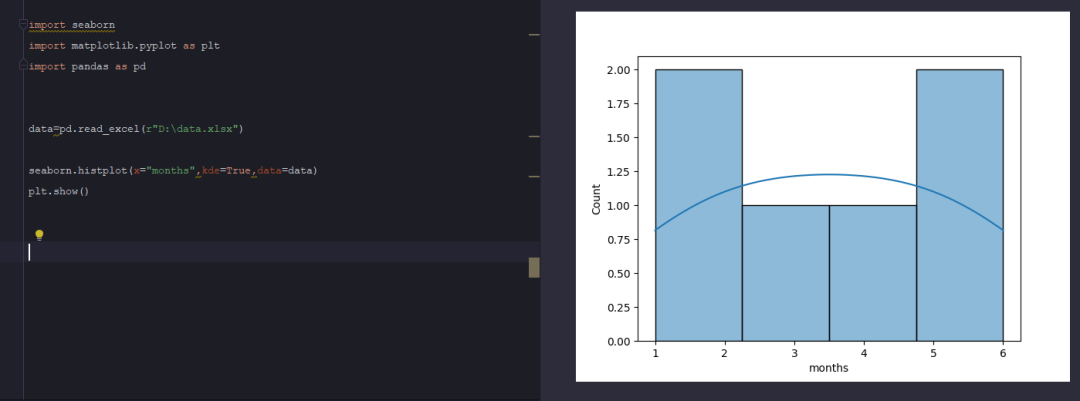 import seaborn
import matplotlib.pyplot as plt
import pandas as pd
data=pd.read_excel(r"D:\data.xlsx")
seaborn.histplot(x="months",kde=True,data=data)
plt.show()
2.00
1.75
1.50
1.25
1.00
0.75
0.50
0.25
0.00
Count
1 2 3 4 5 6
months